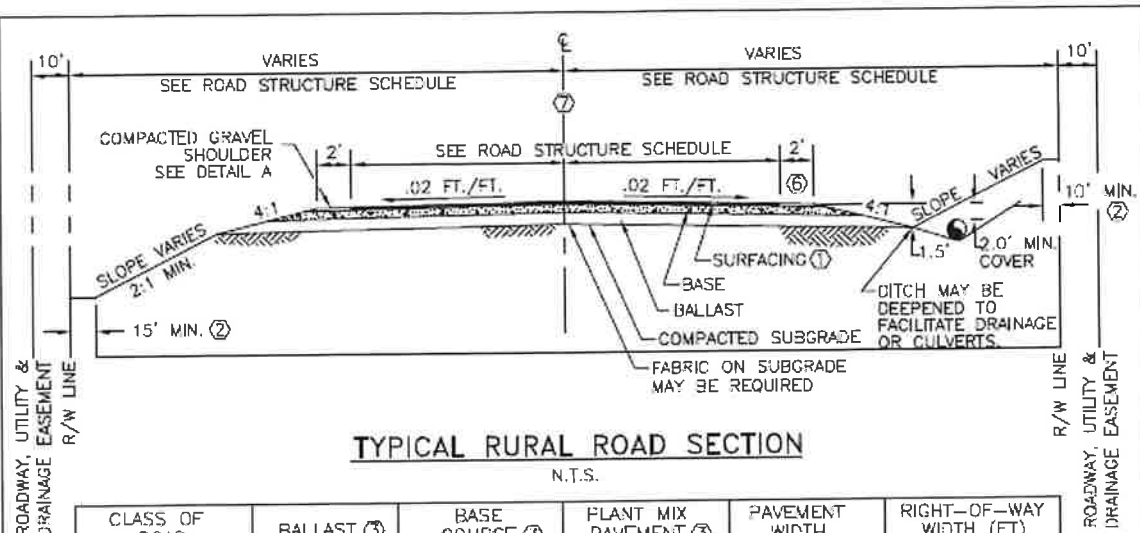 10'
VARIES
SEE ROAD STRUCTURE SCHEDULE
℄
VARIES
SEE ROAD STRUCTURE SCHEDULE
10'
7
COMPACTED GRAVEL
SHOULDER
SEE DETAIL A
2'
SEE ROAD STRUCTURE SCHEDULE
2'
6
.02 FT./FT.
.02 FT./FT.
4:1
4:1
SLOPE VARIES
2:1 MIN.
SLOPE VARIES
10' MIN.
2
1.5'
2.0' MIN.
COVER
15' MIN. 2
SURFACING 1
BASE
BALLAST
COMPACTED SUBGRADE
FABRIC ON SUBGRADE
MAY BE REQUIRED
DITCH MAY BE
DEEPENED TO
FACILITATE DRAINAGE
OR CULVERTS.
ROADWAY, UTILITY &
DRAINAGE EASEMENT
R/W LINE
R/W LINE
ROADWAY, UTILITY &
DRAINAGE EASEMENT
TYPICAL RURAL ROAD SECTION
N.T.S.
CLASS OF
BALLAST 3
BASE
PLANT MIX
PAVEMENT 3
PAVEMENT
WIDTH
RIGHT-OF-WAY
WIDTH (FT)